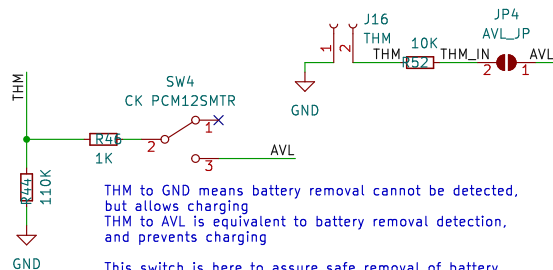 JP4
J16
AVL_JP
THM
10K
1
2
THM
R52
THM_IN
2
1
AVL
GND
THM
SW4
CK PCM12SMTR
1
R46
2
1K
3
AVL
R44
110K
GND
THM to GND means battery removal cannot be detected,
but allows charging
THM to AVL is equivalent to battery removal detection,
and prevents charging
This switch is here to assure safe removal of battery